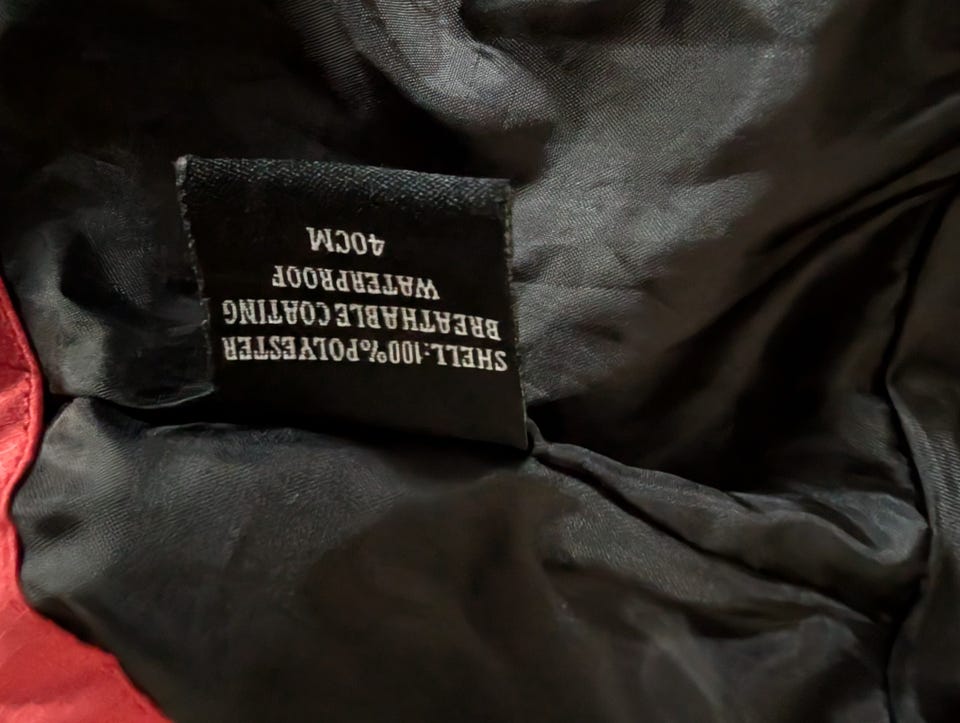 SHELL:100%POLYESTER
BREATHABLE COATING
WATERPROOF
40CM